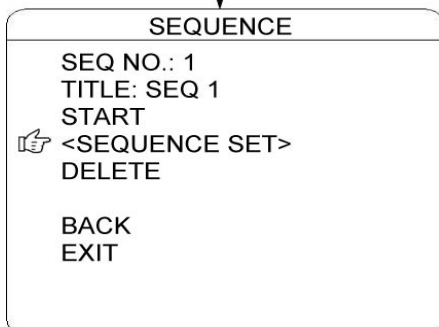 SEQUENCE
SEQ NO.: 1
TITLE: SEQ 1
START
<SEQUENCE SET>
DELETE
BACK
EXIT